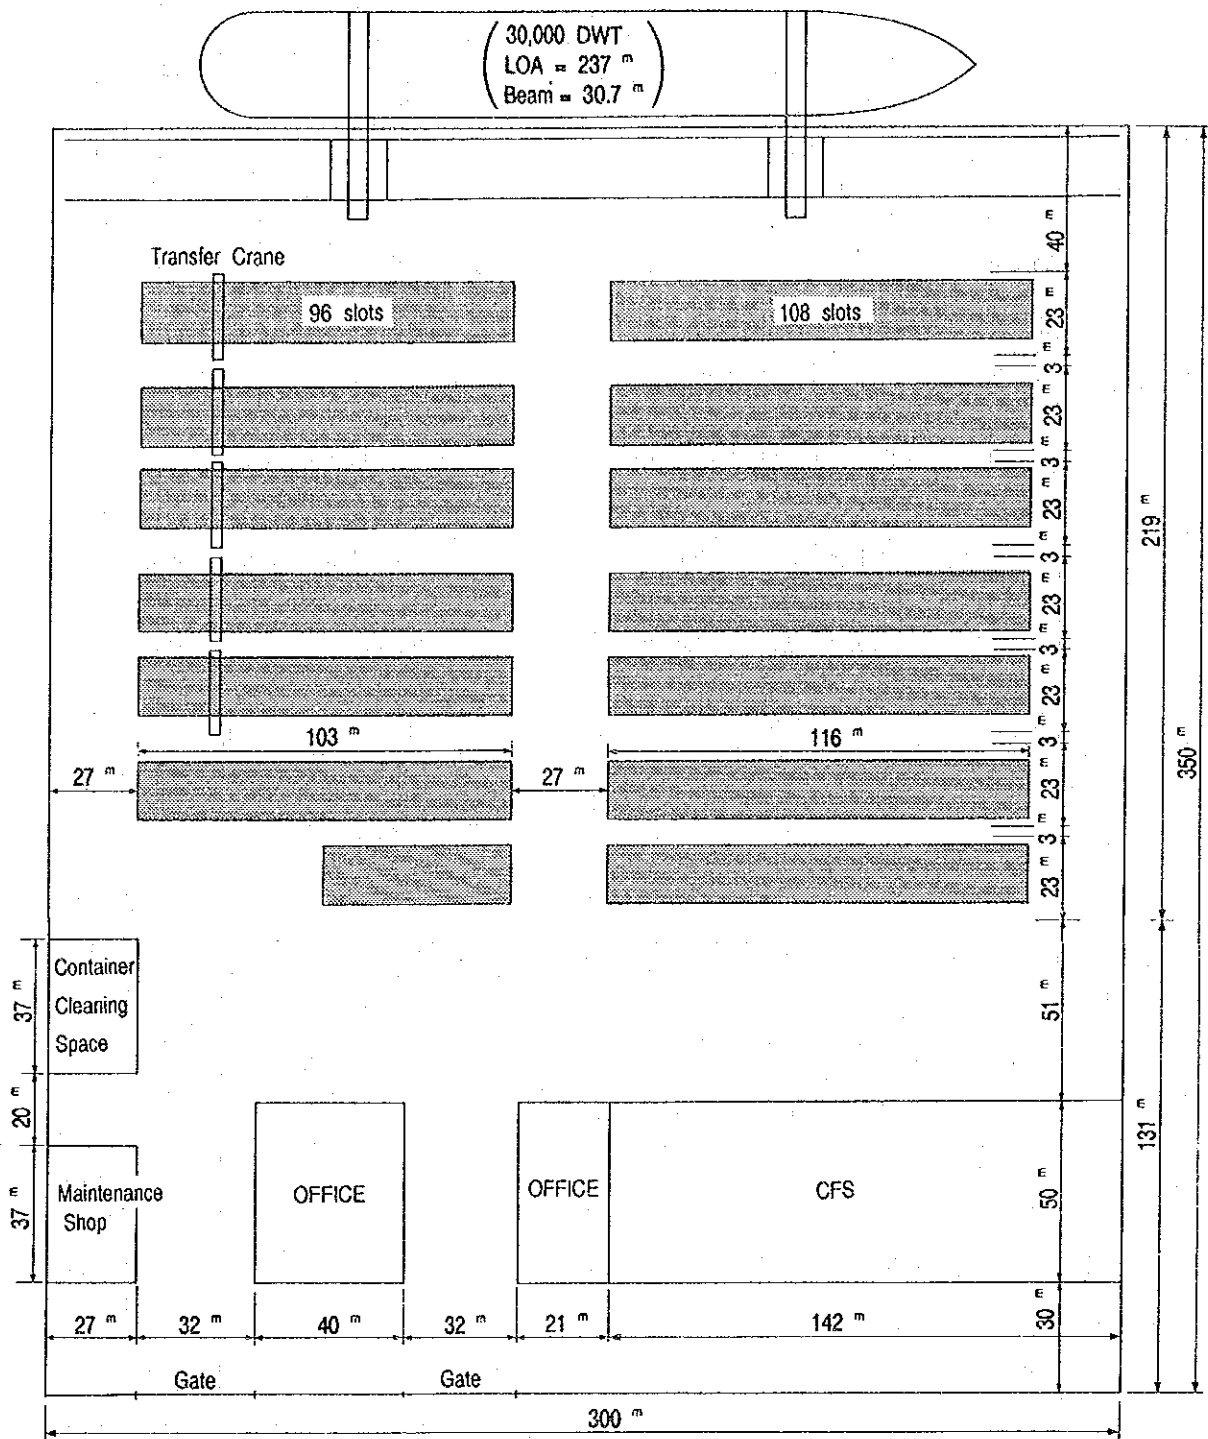 30,000 DWT
LOA = 237 m
Beam = 30.7 m
40 m
Transfer Crane
96 slots
108 slots
23 m
3 m
23 m
3 m
23 m
3 m
23 m
3 m
23 m
3 m
23 m
3 m
23 m
219 m
350 m
103 m
116 m
27 m
27 m
37 m
Container
Cleaning
Space
51 m
20 m
131 m
37 m
Maintenance
Shop
OFFICE
OFFICE
CFS
50 m
27 m
32 m
40 m
32 m
21 m
142 m
30 m
Gate
Gate
300 m